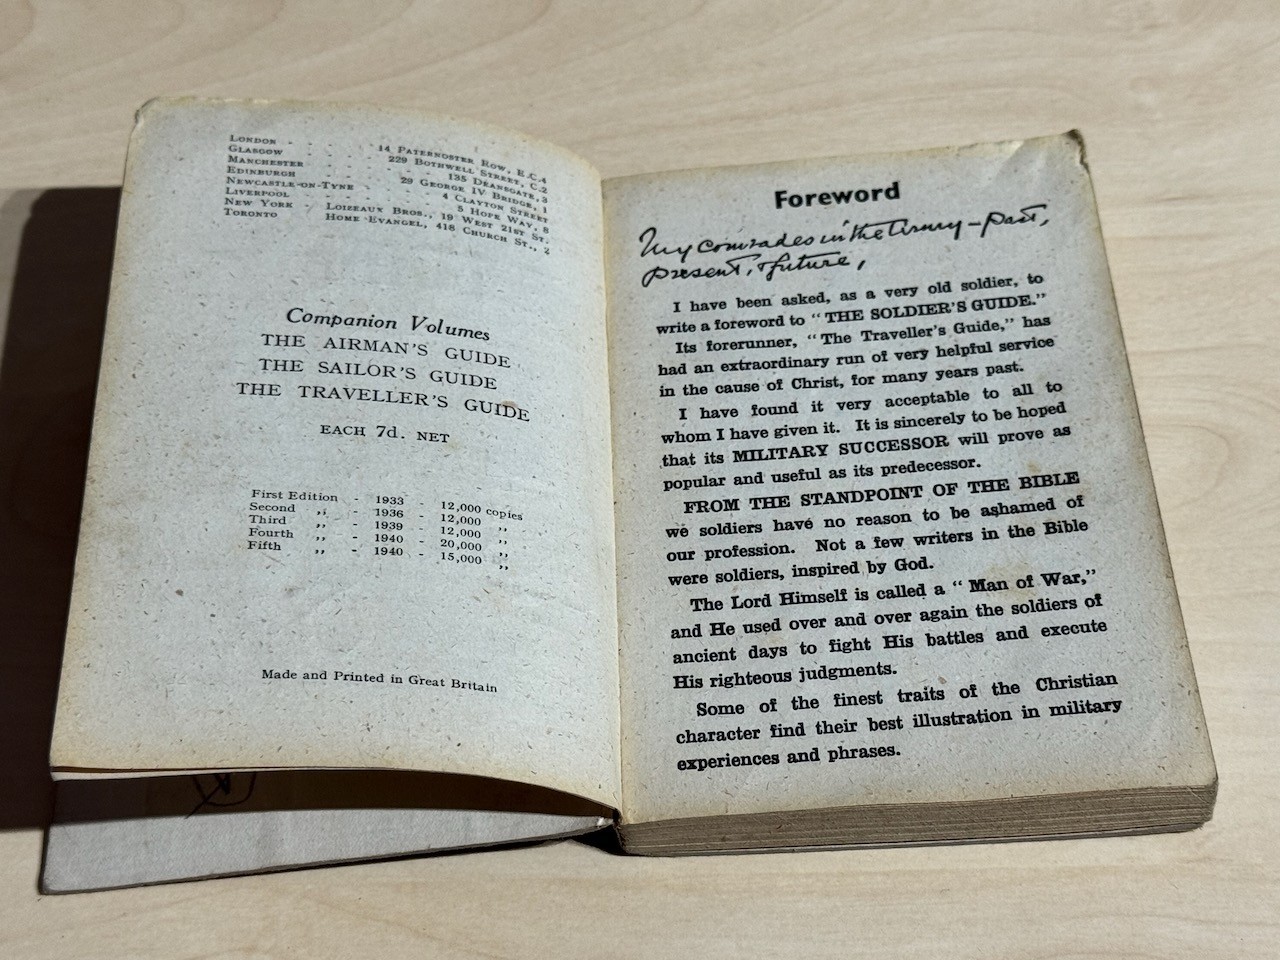 LONDON - - - - 14 PATERNOSTER ROW, E.C.4
GLASGOW - - - - 229 BOTHWELL STREET, C.2
MANCHESTER - - - - 135 DEANSGATE, 3
EDINBURGH - - - - 29 GEORGE IV BRIDGE, 1
NEWCASTLE-ON-TYNE - - 4 CLAYTON STREET
LIVERPOOL - - - - 5 HOPE WAY, 8
NEW YORK - LOIZEAUX BROS., 19 WEST 21ST ST.
TORONTO HOME EVANGEL, 418 CHURCH ST., 2
Companion Volumes
THE AIRMAN'S GUIDE
THE SAILOR'S GUIDE
THE TRAVELLER'S GUIDE
EACH 7d. NET
First Edition - 1933 - 12,000 copies
Second ,, - 1936 - 12,000 ,,
Third ,, - 1939 - 12,000 ,,
Fourth ,, - 1940 - 20,000 ,,
Fifth ,, - 1940 - 15,000 ,,
Made and Printed in Great Britain
Foreword
My comrades in the Army - past,
present, & future,
I have been asked, as a very old soldier, to
write a foreword to "THE SOLDIER'S GUIDE."
Its forerunner, "The Traveller's Guide," has
had an extraordinary run of very helpful service
in the cause of Christ, for many years past.
I have found it very acceptable to all to
whom I have given it. It is sincerely to be hoped
that its MILITARY SUCCESSOR will prove as
popular and useful as its predecessor.
FROM THE STANDPOINT OF THE BIBLE
we soldiers have no reason to be ashamed of
our profession. Not a few writers in the Bible
were soldiers, inspired by God.
The Lord Himself is called a "Man of War,"
and He used over and over again the soldiers of
ancient days to fight His battles and execute
His righteous judgments.
Some of the finest traits of the Christian
character find their best illustration in military
experiences and phrases.